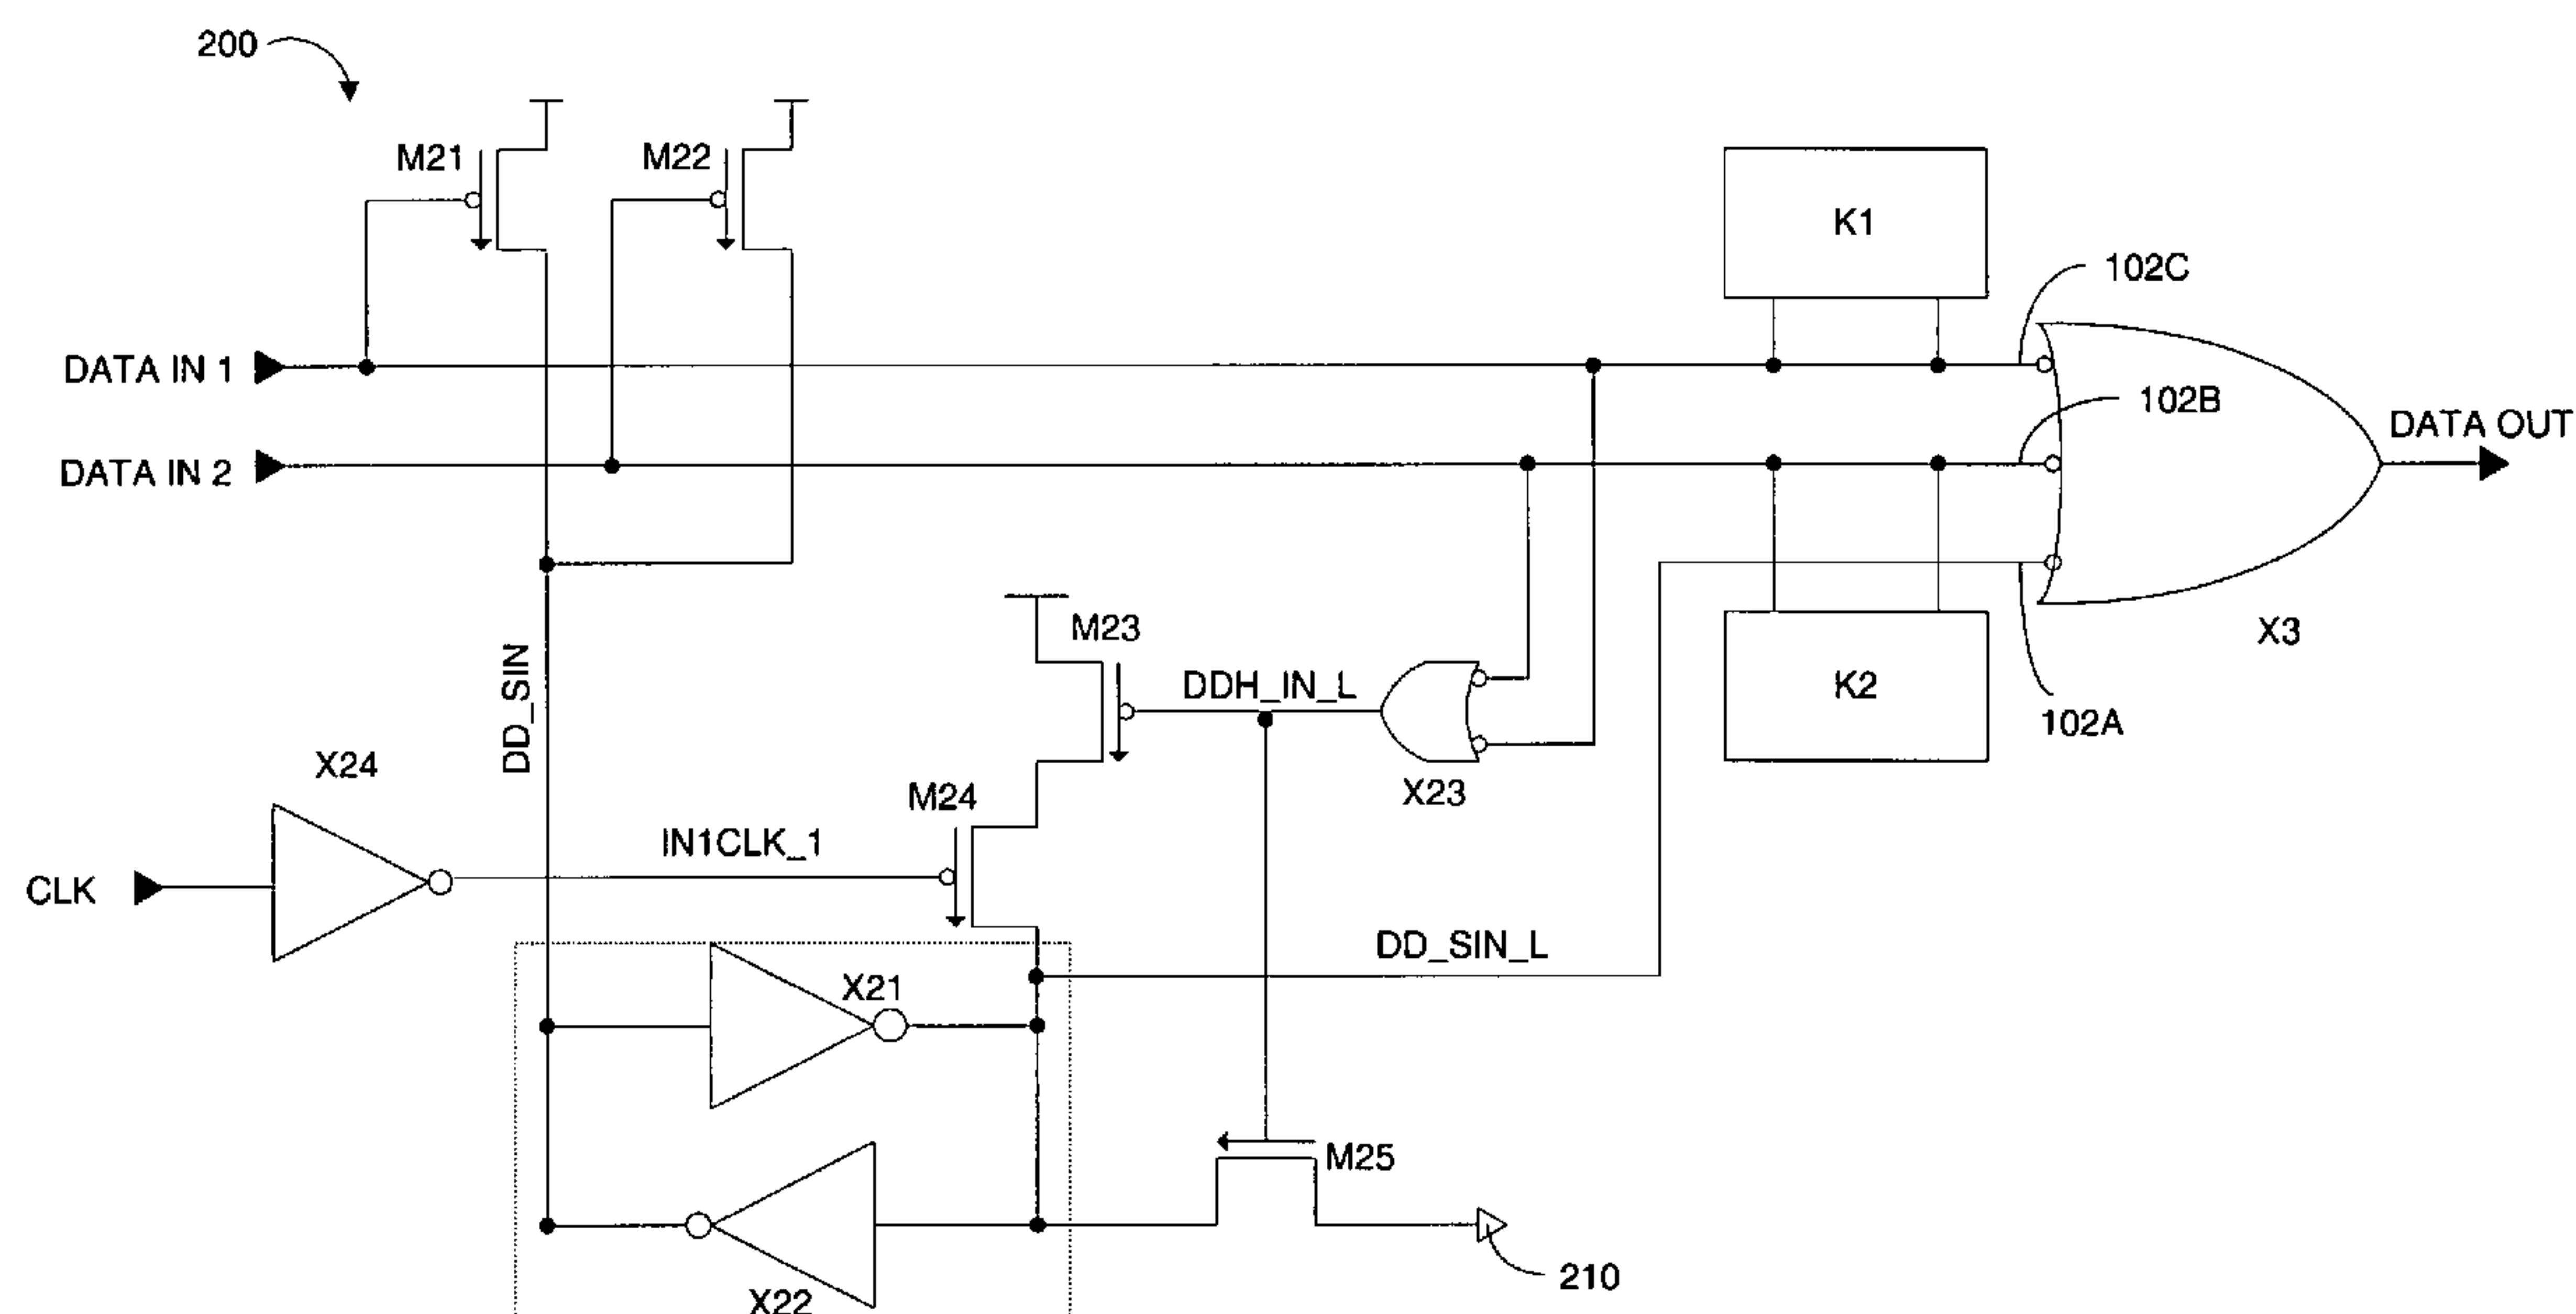 200
M21
M22
K1
102C
DATA IN 1
102B
DATA OUT
DATA IN 2
M23
X3
DD_SIN
DDH_IN_L
K2
102A
X24
X23
M24
IN1CLK_1
CLK
DD_SIN_L
X21
M25
210
X22